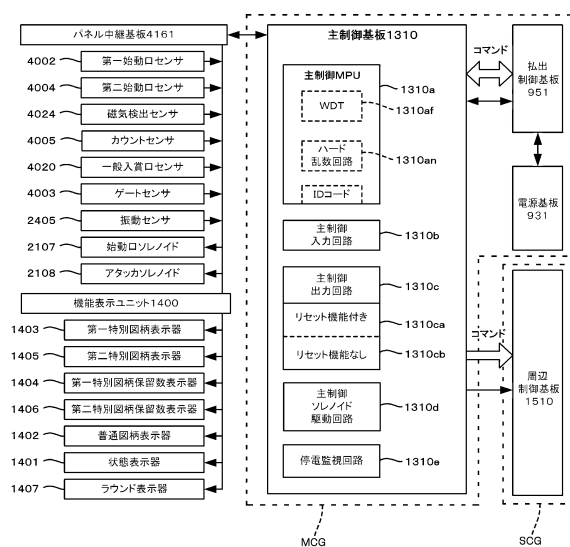 パネル中継基板4161
4002 第一始動口センサ
4004 第二始動口センサ
4024 磁気検出センサ
4005 カウントセンサ
4020 一般入賞口センサ
4003 ゲートセンサ
2405 振動センサ
2107 始動口ソレノイド
2108 アタッカソレノイド
機能表示ユニット1400
1403 第一特別図柄表示器
1405 第二特別図柄表示器
1404 第一特別図柄保留数表示器
1406 第二特別図柄保留数表示器
1402 普通図柄表示器
1401 状態表示器
1407 ラウンド表示器
主制御基板1310
主制御MPU
1310a
WDT
1310af
ハード
乱数回路
1310an
IDコード
主制御
入力回路
1310b
主制御
出力回路
1310c
リセット機能付き
1310ca
リセット機能なし
1310cb
主制御
ソレノイド
駆動回路
1310d
停電監視回路
1310e
MCG
コマンド
払出
制御基板
951
電源基板
931
コマンド
周辺
制御基板
1510
SCG